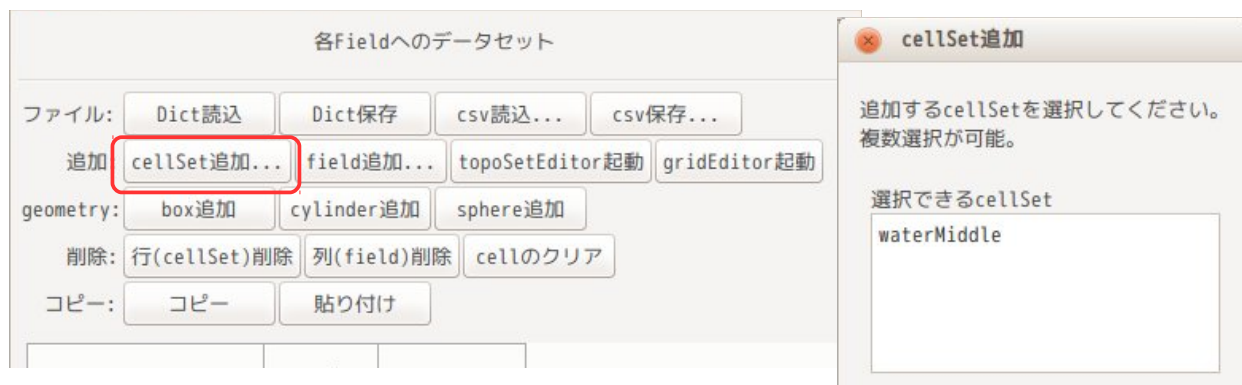 各Fieldへのデータセット
ファイル: Dict読込 Dict保存 csv読込... csv保存...
追加: cellSet追加... field追加... topoSetEditor起動 gridEditor起動
geometry: box追加 cylinder追加 sphere追加
削除: 行(cellSet)削除 列(field)削除 cellのクリア
コピー: コピー 貼り付け
cellSet追加
追加するcellSetを選択してください。
複数選択が可能。
選択できるcellSet
waterMiddle